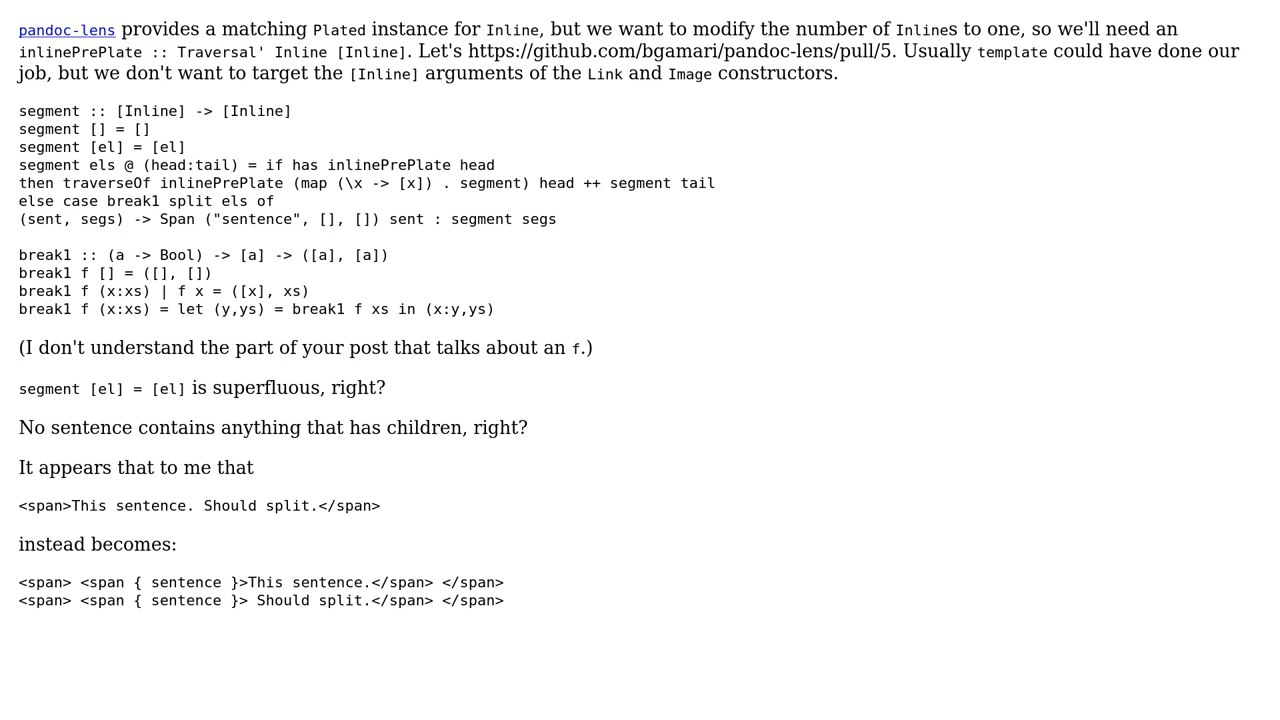 pandoc-lens provides a matching Plated instance for Inline, but we want to modify the number of Inlines to one, so we'll need an
inlinePrePlate :: Traversal' Inline [Inline]. Let's https://github.com/bgamari/pandoc-lens/pull/5. Usually template could have done our
job, but we don't want to target the [Inline] arguments of the Link and Image constructors.
segment :: [Inline] -> [Inline]
segment [] = []
segment [el] = [el]
segment els @ (head:tail) = if has inlinePrePlate head
then traverseOf inlinePrePlate (map (\x -> [x]) . segment) head ++ segment tail
else case break1 split els of
(sent, segs) -> Span ("sentence", [], []) sent : segment segs
break1 :: (a -> Bool) -> [a] -> ([a], [a])
break1 f [] = ([], [])
break1 f (x:xs) | f x = ([x], xs)
break1 f (x:xs) = let (y,ys) = break1 f xs in (x:y,ys)
(I don't understand the part of your post that talks about an f.)
segment [el] = [el] is superfluous, right?
No sentence contains anything that has children, right?
It appears that to me that
<span>This sentence. Should split.</span>
instead becomes:
<span> <span { sentence }>This sentence.</span> </span>
<span> <span { sentence }> Should split.</span> </span>